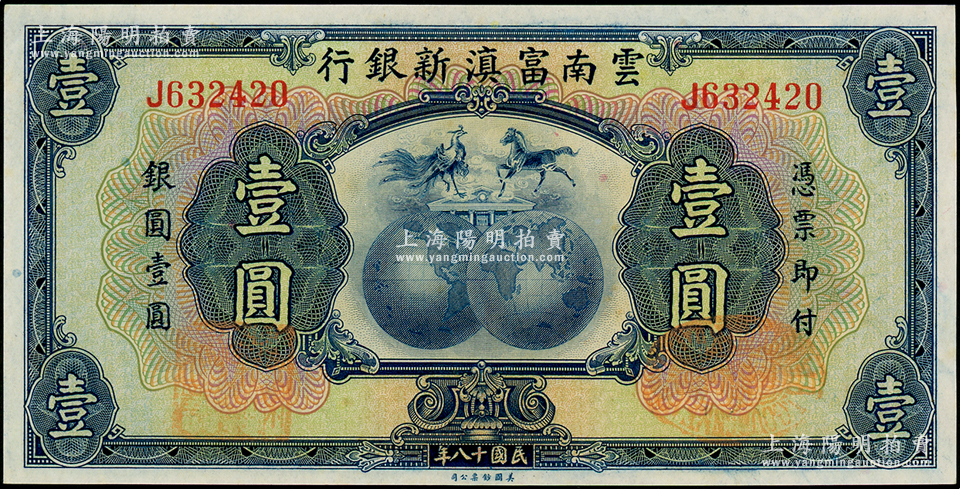 上海陽明拍賣
www.yangmingauction.com
雲南富滇新銀行
J632420
J632420
壹
壹
憑票即付
壹圓
壹圓
銀圓壹圓
上海陽明拍賣
www.yangmingauction.com
壹
壹
民國十八年
美國鈔票公司
上海陽明拍賣
www.yangmingauction.com